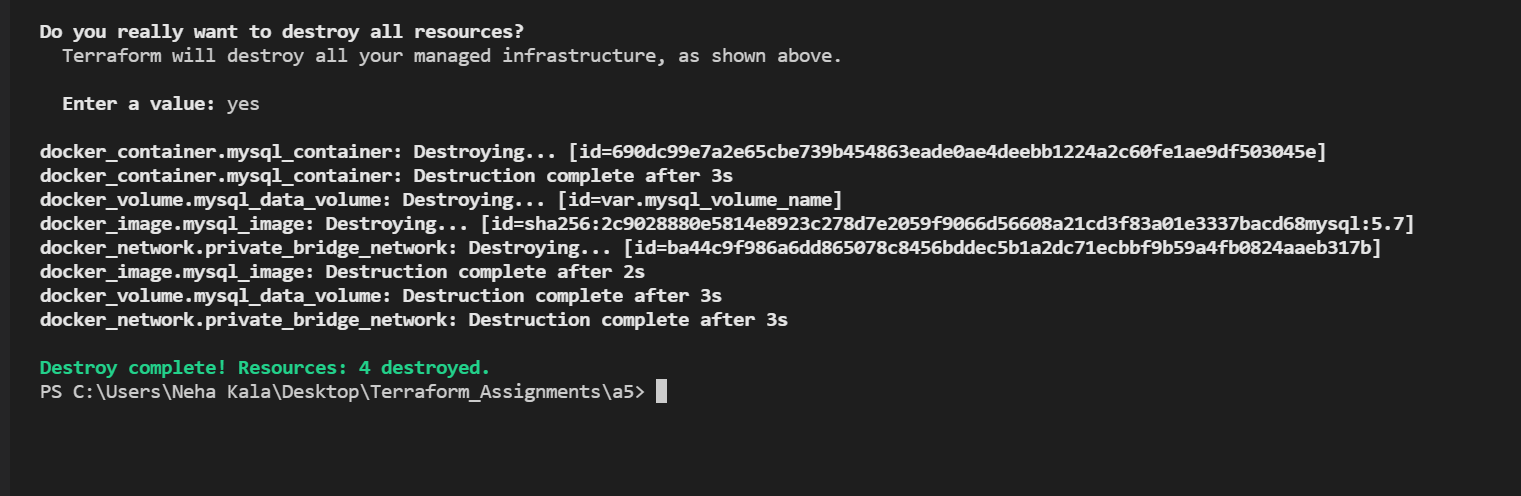 Do you really want to destroy all resources?
Terraform will destroy all your managed infrastructure, as shown above.
Enter a value: yes
docker_container.mysql_container: Destroying... [id=690dc99e7a2e65cbe739b454863eade0ae4deebb1224a2c60fe1ae9df503045e]
docker_container.mysql_container: Destruction complete after 3s
docker_volume.mysql_data_volume: Destroying... [id=var.mysql_volume_name]
docker_image.mysql_image: Destroying... [id=sha256:2c9028880e5814e8923c278d7e2059f9066d56608a21cd3f83a01e3337bacd68mysql:5.7]
docker_network.private_bridge_network: Destroying... [id=ba44c9f986a6dd865078c8456bddec5b1a2dc71ecbbf9b59a4fb0824aaeb317b]
docker_image.mysql_image: Destruction complete after 2s
docker_volume.mysql_data_volume: Destruction complete after 3s
docker_network.private_bridge_network: Destruction complete after 3s
Destroy complete! Resources: 4 destroyed.
PS C:\Users\Neha Kala\Desktop\Terraform_Assignments\a5>